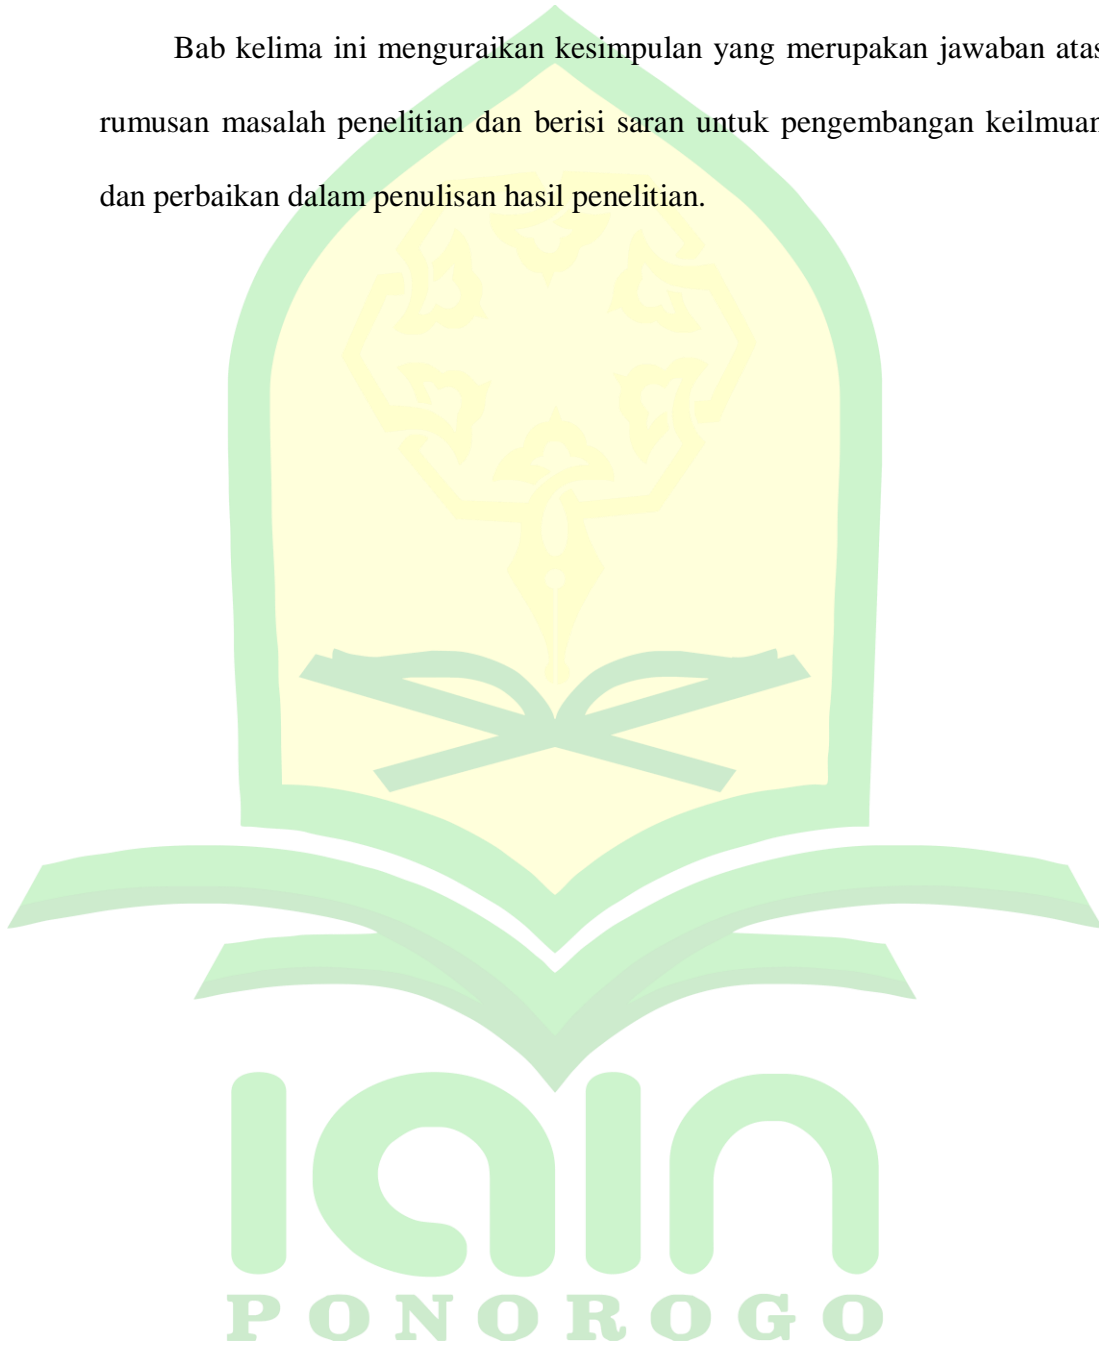 Bab kelima ini menguraikan kesimpulan yang merupakan jawaban atas
rumusan masalah penelitian dan berisi saran untuk pengembangan keilmuan
dan perbaikan dalam penulisan hasil penelitian.
iain
PONOROGO